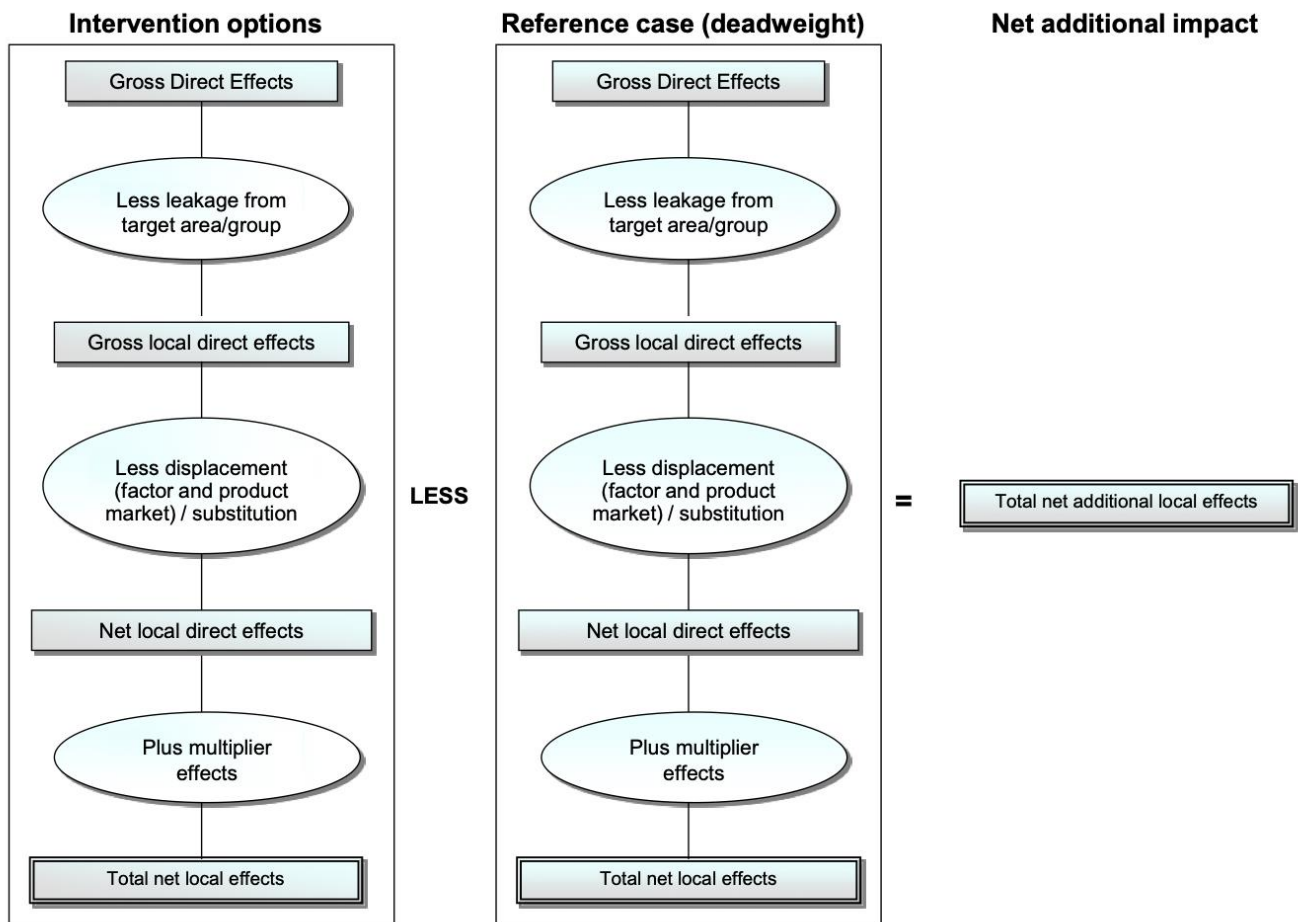 Intervention options
Gross Direct Effects
Less leakage from
target area/group
Gross local direct effects
Less displacement
(factor and product
market) / substitution
Net local direct effects
Plus multiplier
effects
Total net local effects
LESS
Reference case (deadweight)
Gross Direct Effects
Less leakage from
target area/group
Gross local direct effects
Less displacement
(factor and product
market) / substitution
Net local direct effects
Plus multiplier
effects
Total net local effects
=
Net additional impact
Total net additional local effects